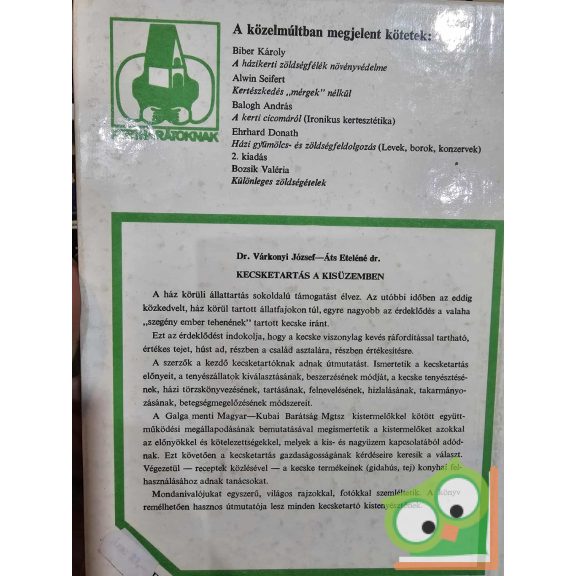 A közelmúltban megjelent kötetek:
Biber Károly
A házikerti zöldségfélék növényvédelme
Alwin Seifert
Kertészkedés „mérgek" nélkül
Balogh András
A kerti cicomáról (Ironikus kertesztétika)
Ehrhard Donath
Házi gyümölcs- és zöldségfeldolgozás (Levek, borok, konzervek)
2. kiadás
Bozsik Valéria
Különleges zöldségételek
Dr. Várkonyi József—Áts Eteléné dr.
KECSKETARTÁS A KISÜZEMBEN
A ház körüli állattartás sokoldalú támogatást élvez. Az utóbbi időben az eddig
közkedvelt, ház körül tartott állatfajokon túl, egyre nagyobb az érdeklődés a valaha
„szegény ember tehenének" tartott kecske iránt.
Ezt az érdeklődést indokolja, hogy a kecske viszonylag kevés ráfordítással tartható,
értékes tejet, húst ad, részben a család asztalára, részben értékesítésre.
A szerzők a kezdő kecsketartóknak adnak útmutatást. Ismertetik a kecsketartás
előnyeit, a tenyészállatok kiválasztásának, beszerzésének módját, a kecske tenyésztésé-
nek, házi törzskönyvezésének, tartásának, felnevelésének, hizlalásának, takarmányo-
zásának, betegségmegelőzésének módszereit.
A Galga menti Magyar—Kubai Barátság Mgtsz kistermelőkkel kötött együtt-
működési megállapodásának bemutatásával megismertetik a kistermelőket azokkal
az előnyökkel és kötelezettségekkel, melyek a kis- és nagyüzem kapcsolatából adód-
nak. Ezt követően a kecsketartás gazdaságosságának kérdéseire keresik a választ.
Végezetül — receptek közlésével — a kecske termékeinek (gidahús, tej) konyhai fel-
használásához adnak tanácsokat.
Mondanivalójukat egyszerű, világos rajzokkal, fotókkal szemléltetik. A könyv
remélhetően hasznos útmutatója lesz minden kecsketartó kistenyésztőnek.